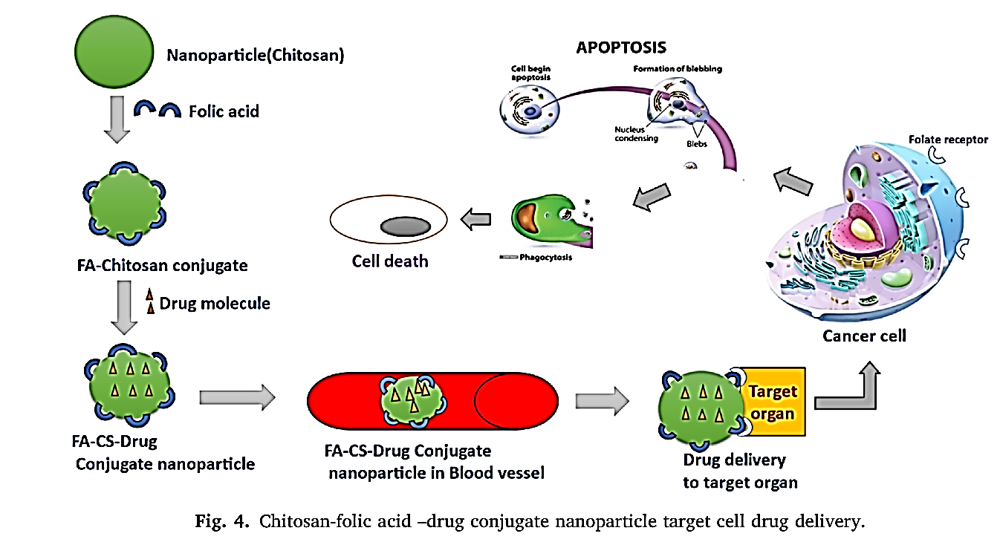 Nanoparticle(Chitosan)
Folic acid
FA-Chitosan conjugate
Drug molecule
FA-CS-Drug
Conjugate nanoparticle
FA-CS-Drug Conjugate
nanoparticle in Blood vessel
Target
organ
Drug delivery
to target organ
Folate receptor
Cancer cell
APOPTOSIS
Cell begin
apoptosis
Formation of blebbing
Nucleus
condensing
Blebs
Phagocytosis
Cell death
Fig. 4. Chitosan-folic acid –drug conjugate nanoparticle target cell drug delivery.